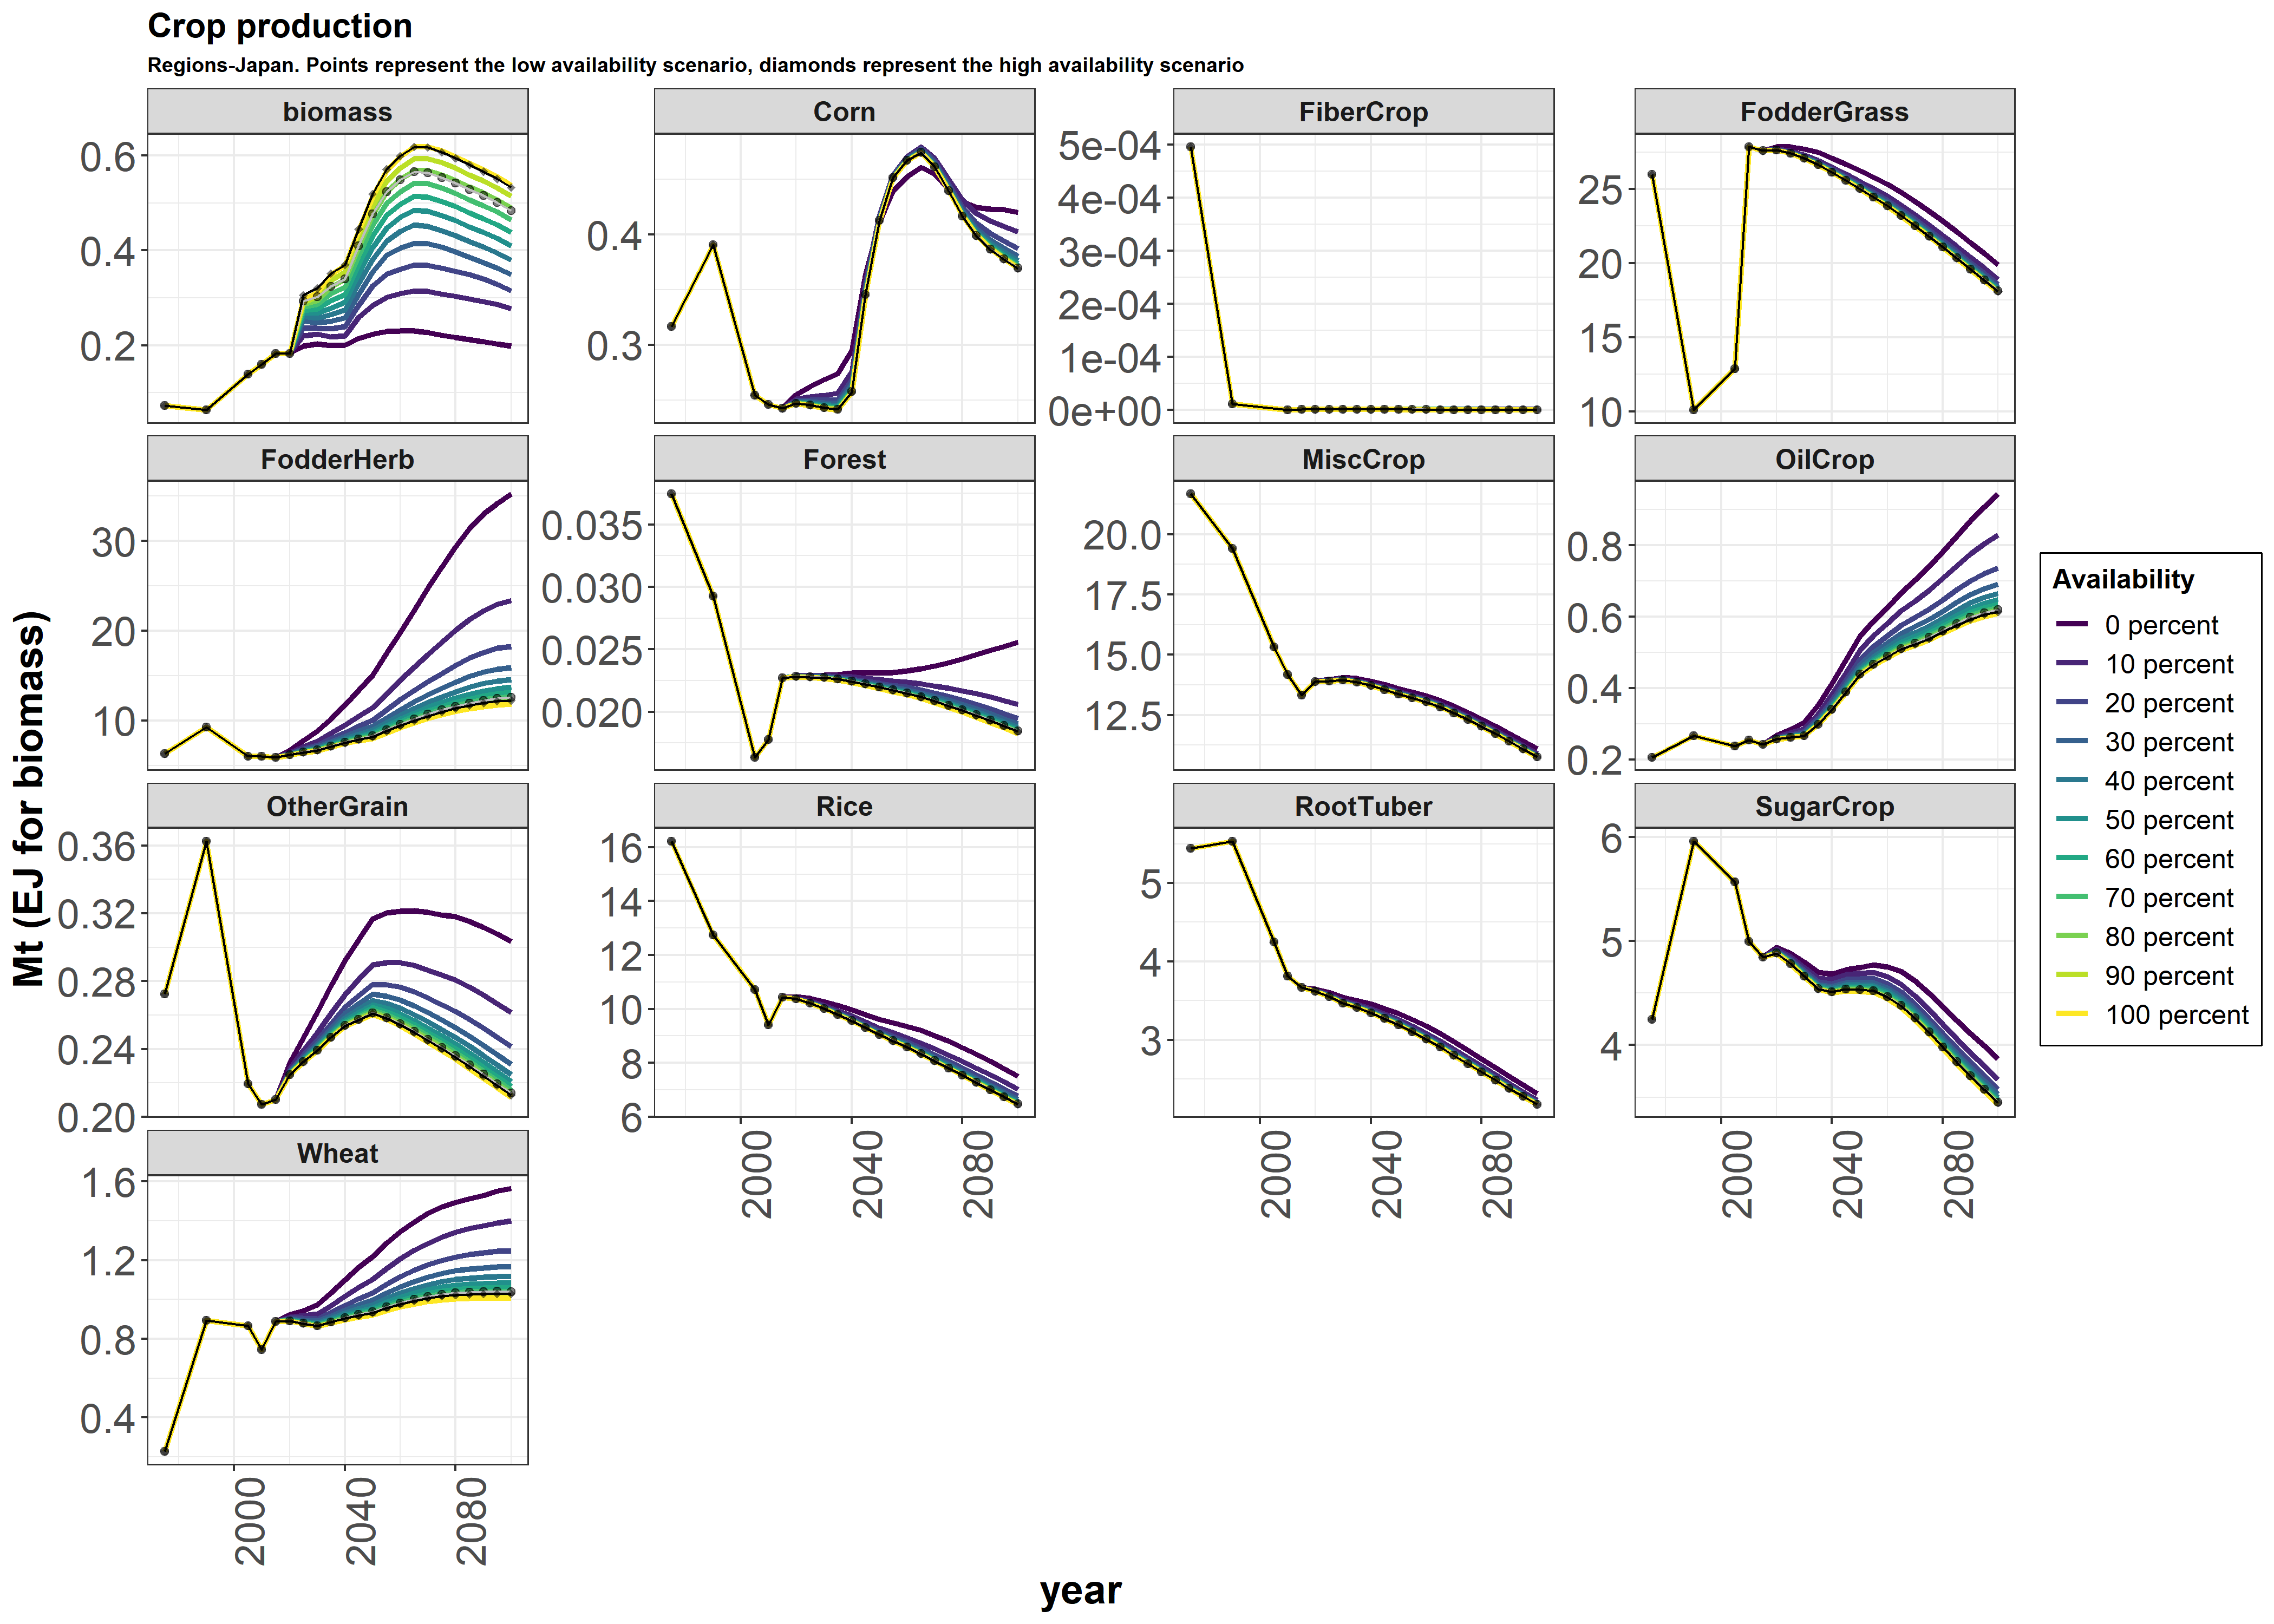 Crop production
Regions-Japan. Points represent the low availability scenario, diamonds represent the high availability scenario
biomass
0.6
0.4
0.2
Corn
0.4
0.3
FiberCrop
5e-04
4e-04
3e-04
2e-04
1e-04
0e+00
FodderGrass
25
20
15
10
FodderHerb
30
20
10
Forest
0.035
0.030
0.025
0.020
MiscCrop
20.0
17.5
15.0
12.5
OilCrop
0.8
0.6
0.4
0.2
OtherGrain
0.36
0.32
0.28
0.24
0.20
Rice
16
14
12
10
8
6
2000
2040
2080
RootTuber
5
4
3
2000
2040
2080
SugarCrop
6
5
4
2000
2040
2080
Wheat
1.6
1.2
0.8
0.4
2000
2040
2080
Mt (EJ for biomass)
year
Availability
0 percent
10 percent
20 percent
30 percent
40 percent
50 percent
60 percent
70 percent
80 percent
90 percent
100 percent